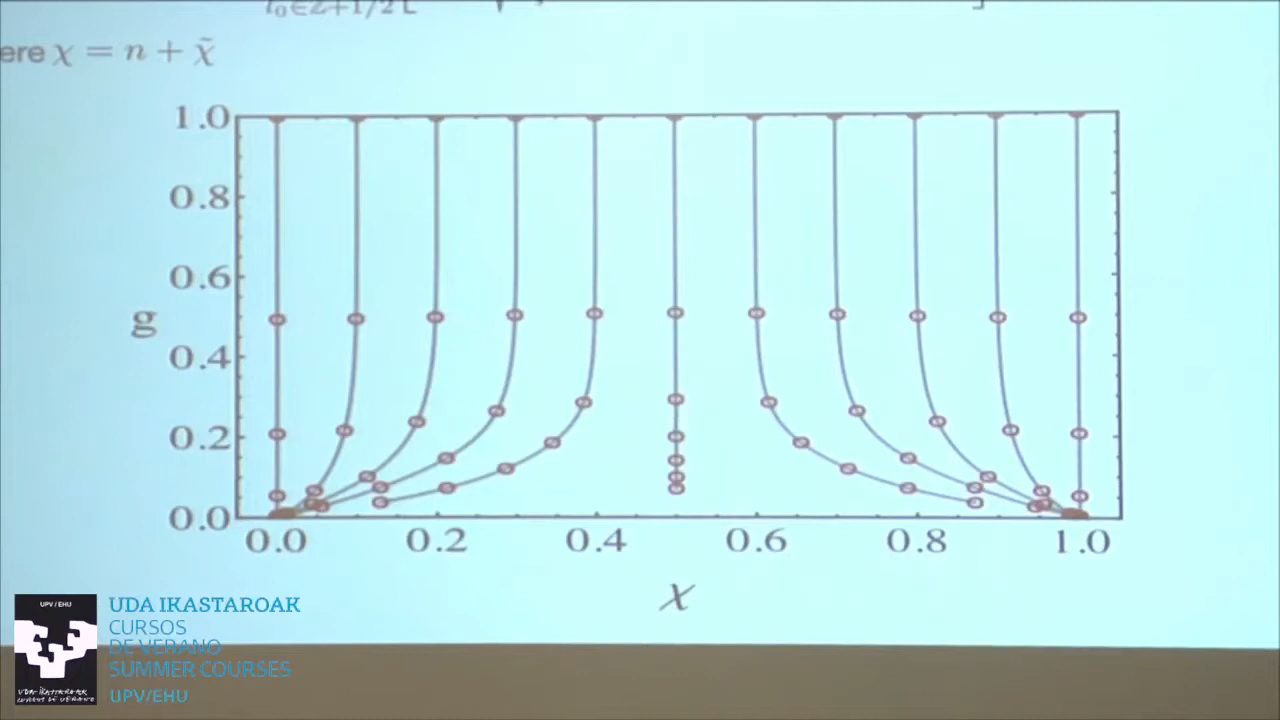 ere χ = n + χ̃
1.0
0.8
0.6
g
0.4
0.2
0.0
0.0 0.2 0.4 0.6 0.8 1.0
χ
UPV / EHU
UDA IKASTAROAK
CURSOS
DE VERANO
SUMMER COURSES
UPV/EHU